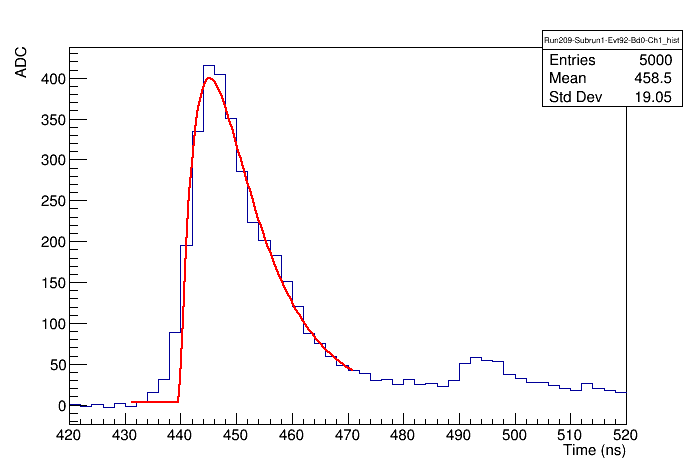 Run209-Subrun1-Evt92-Bd0-Ch1_hist
Entries 5000
Mean 458.5
Std Dev 19.05
ADC
400
350
300
250
200
150
100
50
0
420 430 440 450 460 470 480 490 500 510 520
Time (ns)